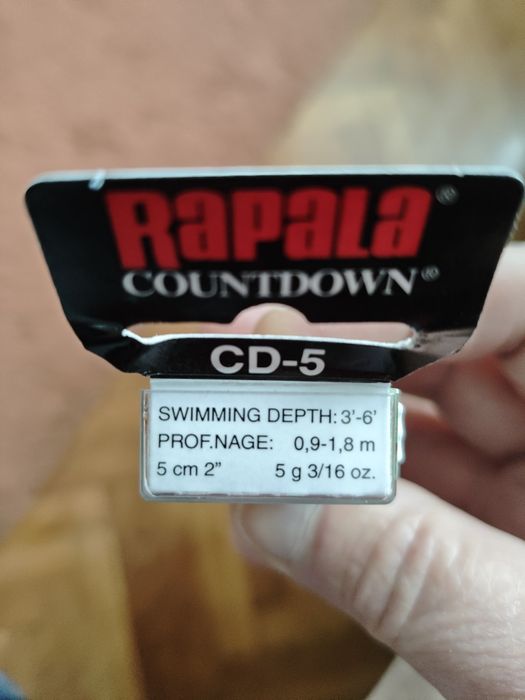 RAPALA®
COUNTDOWN®
CD-5
SWIMMING DEPTH: 3'-6'
PROF.NAGE: 0,9-1,8 m
5 cm 2" 5 g 3/16 oz.